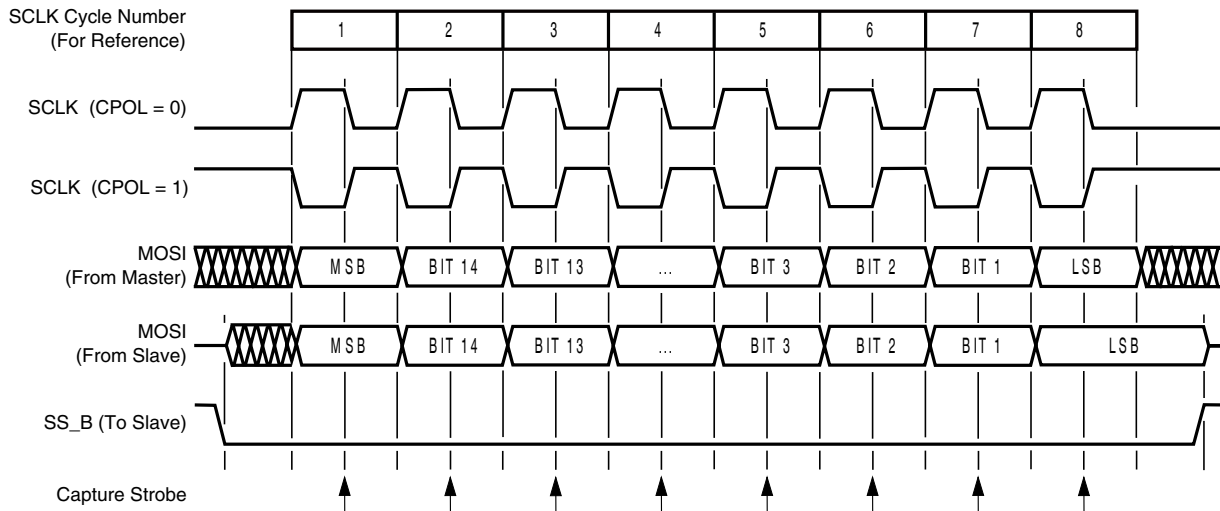 SCLK Cycle Number
(For Reference)
1 2 3 4 5 6 7 8
SCLK (CPOL = 0)
SCLK (CPOL = 1)
MOSI
(From Master)
MSB BIT 14 BIT 13 ... BIT 3 BIT 2 BIT 1 LSB
MOSI
(From Slave)
MSB BIT 14 BIT 13 ... BIT 3 BIT 2 BIT 1 LSB
SS_B (To Slave)
Capture Strobe